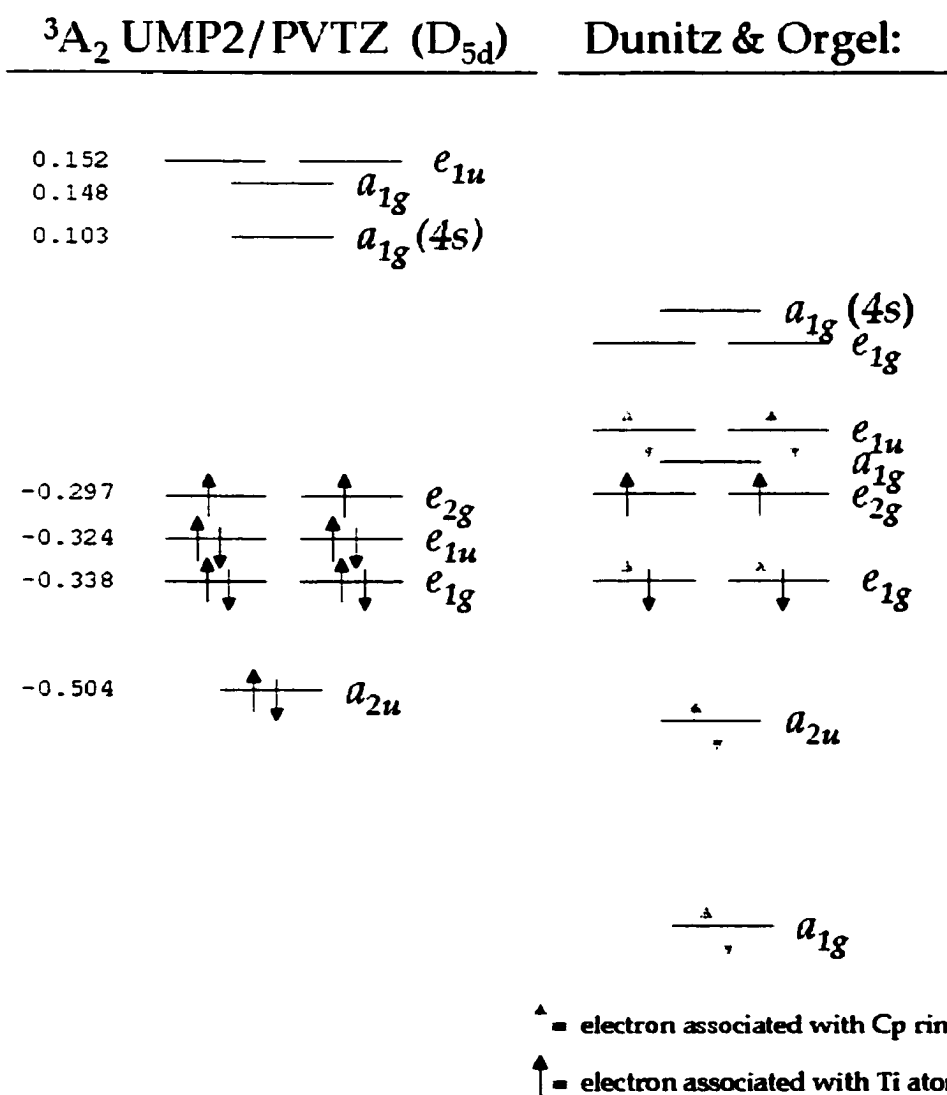 ³A₂ UMP2/PVTZ (D₅d) Dunitz & Orgel:
0.152 e₁u
0.148 a₁g
0.103 a₁g (4s)
a₁g (4s)
e₁g
e₁u
a₁g
-0.297 e₂g e₂g
-0.324 e₁u
-0.338 e₁g e₁g
-0.504 a₂u
a₂u
a₁g
= electron associated with Cp rin
= electron associated with Ti ato